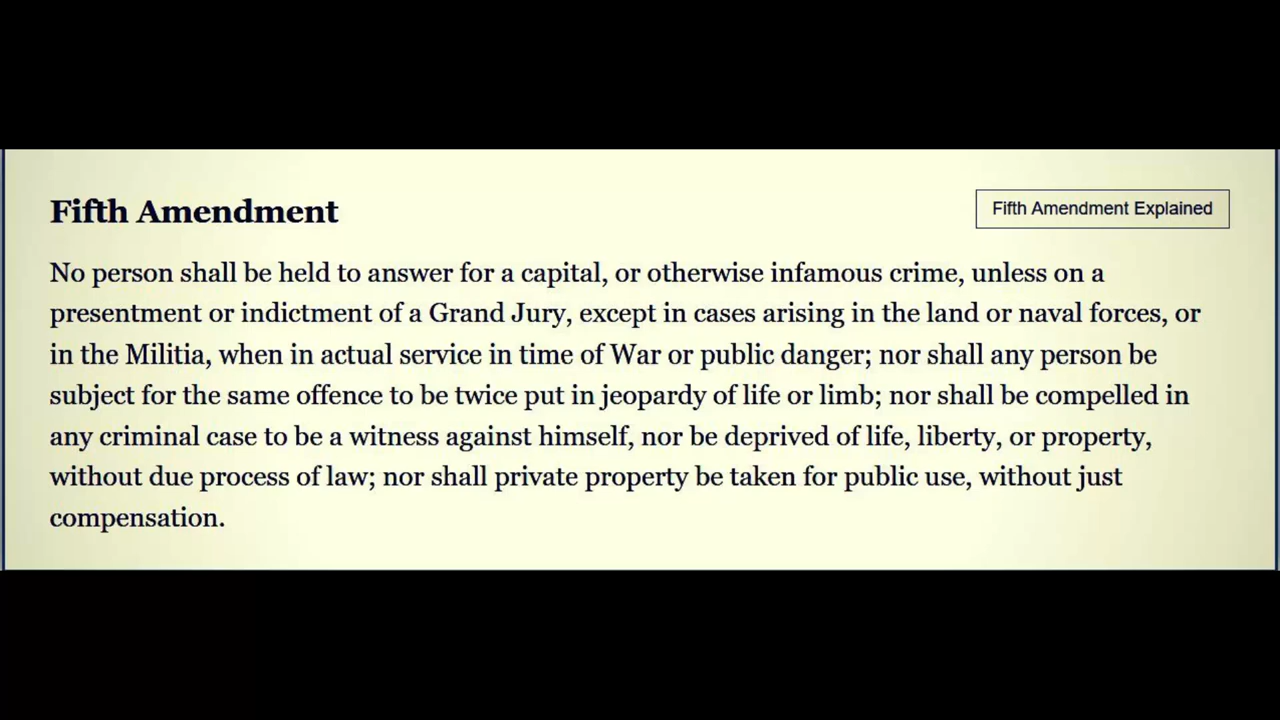 Fifth Amendment
Fifth Amendment Explained
No person shall be held to answer for a capital, or otherwise infamous crime, unless on a
presentment or indictment of a Grand Jury, except in cases arising in the land or naval forces, or
in the Militia, when in actual service in time of War or public danger; nor shall any person be
subject for the same offence to be twice put in jeopardy of life or limb; nor shall be compelled in
any criminal case to be a witness against himself, nor be deprived of life, liberty, or property,
without due process of law; nor shall private property be taken for public use, without just
compensation.